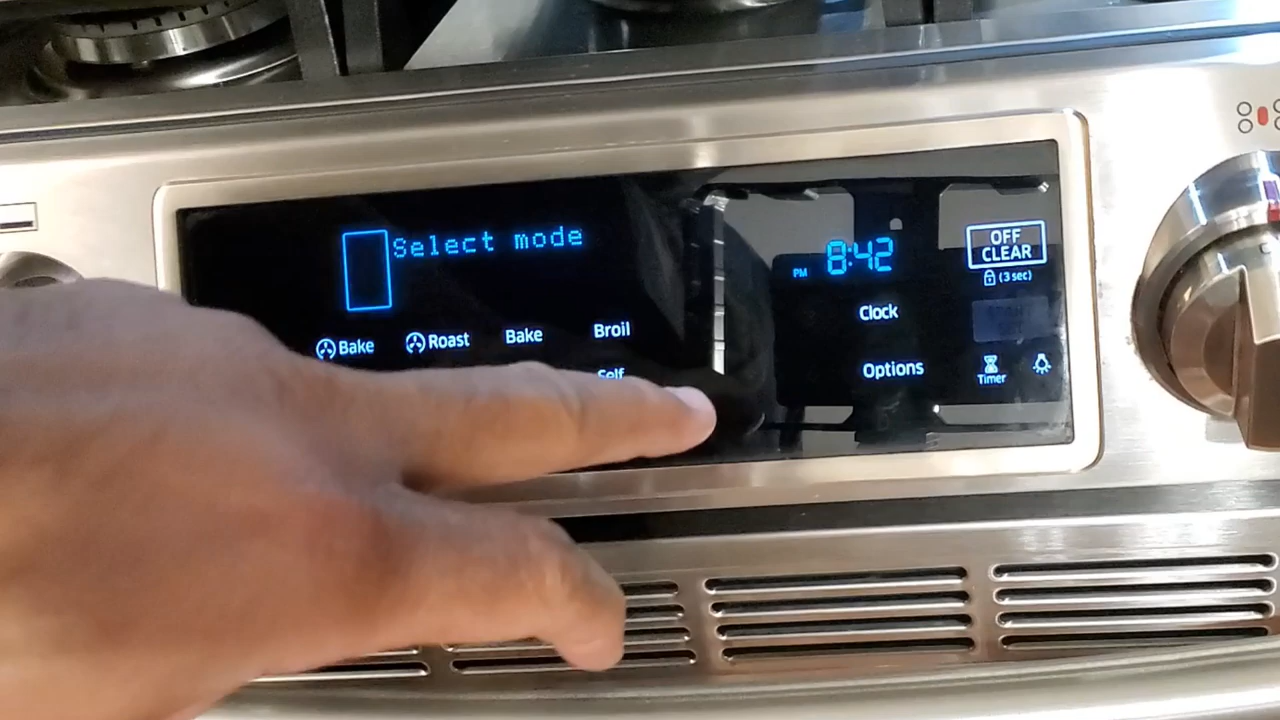 Select mode
Bake
Roast
Bake
Broil
Self
PM 8:42
Clock
Options
OFF
CLEAR
(3 sec)
Timer